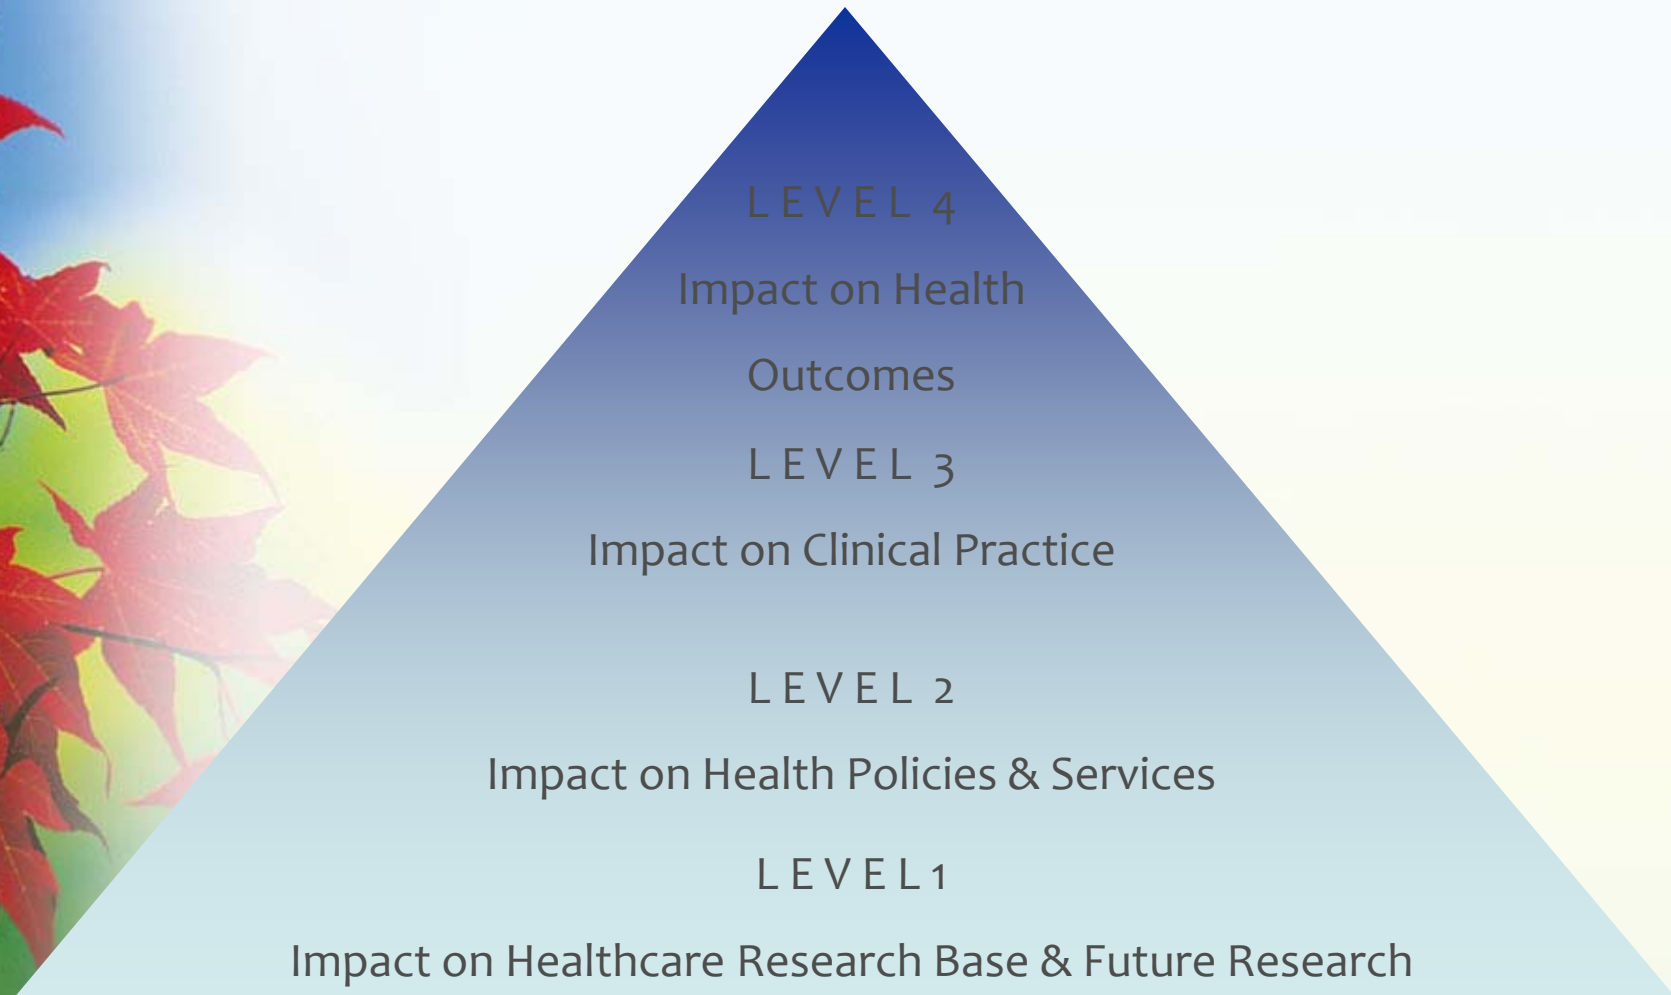 LEVEL 4
Impact on Health
Outcomes
LEVEL 3
Impact on Clinical Practice
LEVEL 2
Impact on Health Policies & Services
LEVEL 1
Impact on Healthcare Research Base & Future Research